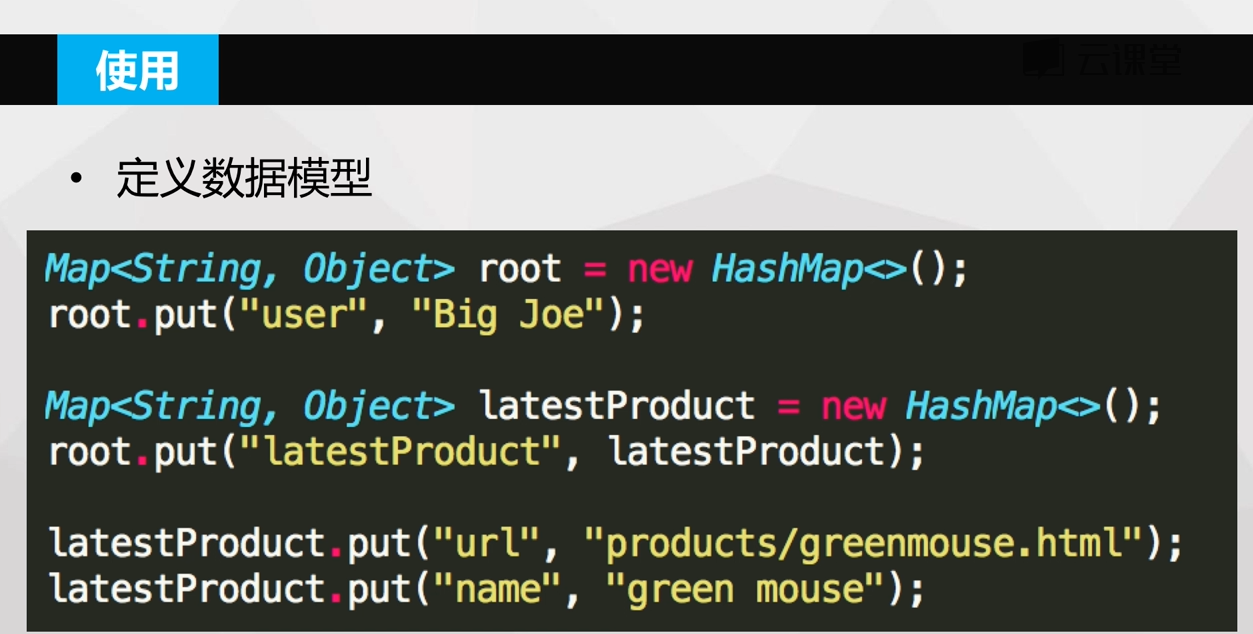 使用
云课堂
• 定义数据模型
Map<String, Object> root = new HashMap<>();
root.put("user", "Big Joe");
Map<String, Object> latestProduct = new HashMap<>();
root.put("latestProduct", latestProduct);
latestProduct.put("url", "products/greenmouse.html");
latestProduct.put("name", "green mouse");